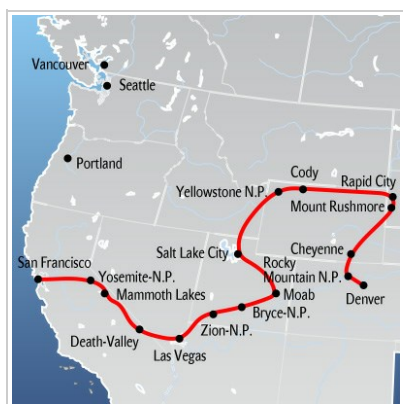 Vancouver
Seattle
Portland
Cody
Rapid City
Yellowstone N.P.
Mount Rushmore
Cheyenne
Salt Lake City
Rocky
Mountain N.P.
San Francisco
Yosemite-N.P.
Mammoth Lakes
Moab
Denver
Bryce-N.P.
Zion-N.P.
Death-Valley
Las Vegas